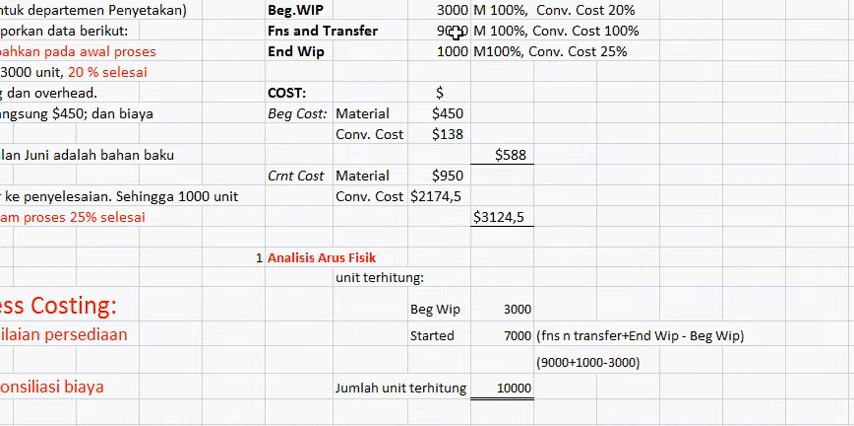 ntuk departemen Penyetakan) Beg.WIP 3000 M 100%, Conv. Cost 20%
porkan data berikut: Fns and Transfer 9000 M 100%, Conv. Cost 100%
bahkan pada awal proses End Wip 1000 M100%, Conv. Cost 25%
3000 unit, 20 % selesai
g dan overhead. COST: $
angsung $450; dan biaya Beg Cost: Material $450
Conv. Cost $138
lan Juni adalah bahan baku $588
Crnt Cost Material $950
r ke penyelesaian. Sehingga 1000 unit Conv. Cost $2174,5
am proses 25% selesai $3124,5
1 Analisis Arus Fisik
unit terhitung:
ess Costing: Beg Wip 3000
ilaian persediaan Started 7000 (fns n transfer+End Wip - Beg Wip)
(9000+1000-3000)
onsiliasi biaya Jumlah unit terhitung 10000